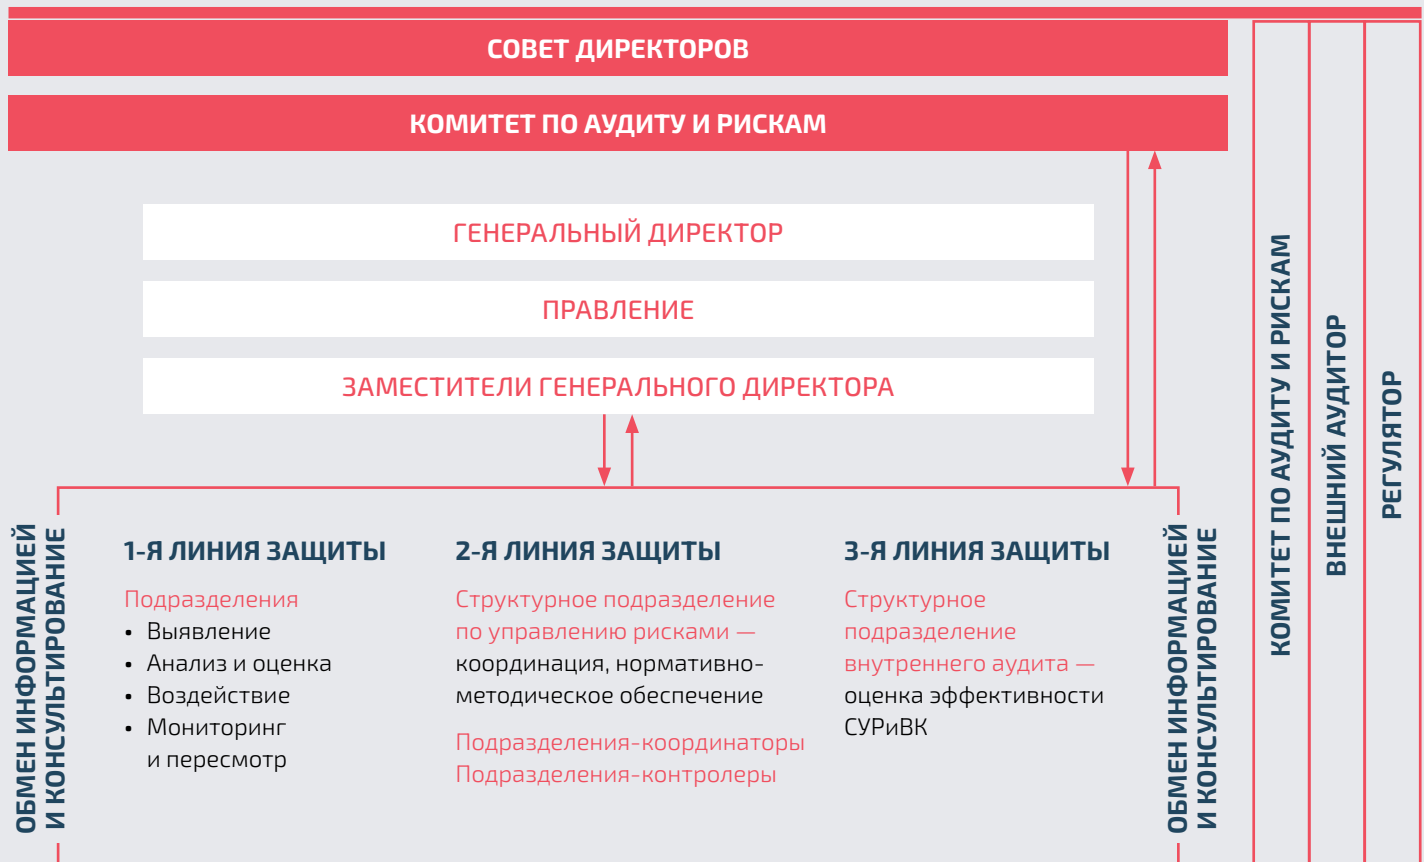 СОВЕТ ДИРЕКТОРОВ
КОМИТЕТ ПО АУДИТУ И РИСКАМ
ГЕНЕРАЛЬНЫЙ ДИРЕКТОР
ПРАВЛЕНИЕ
ЗАМЕСТИТЕЛИ ГЕНЕРАЛЬНОГО ДИРЕКТОРА
ОБМЕН ИНФОРМАЦИЕЙ
И КОНСУЛЬТИРОВАНИЕ
1-Я ЛИНИЯ ЗАЩИТЫ
Подразделения
• Выявление
• Анализ и оценка
• Воздействие
• Мониторинг
и пересмотр
2-Я ЛИНИЯ ЗАЩИТЫ
Структурное подразделение
по управлению рисками —
координация, нормативно-
методическое обеспечение
Подразделения-координаторы
Подразделения-контролеры
3-Я ЛИНИЯ ЗАЩИТЫ
Структурное
подразделение
внутреннего аудита —
оценка эффективности
СУРиВК
ОБМЕН ИНФОРМАЦИЕЙ
И КОНСУЛЬТИРОВАНИЕ
КОМИТЕТ ПО АУДИТУ И РИСКАМ
ВНЕШНИЙ АУДИТОР
РЕГУЛЯТОР